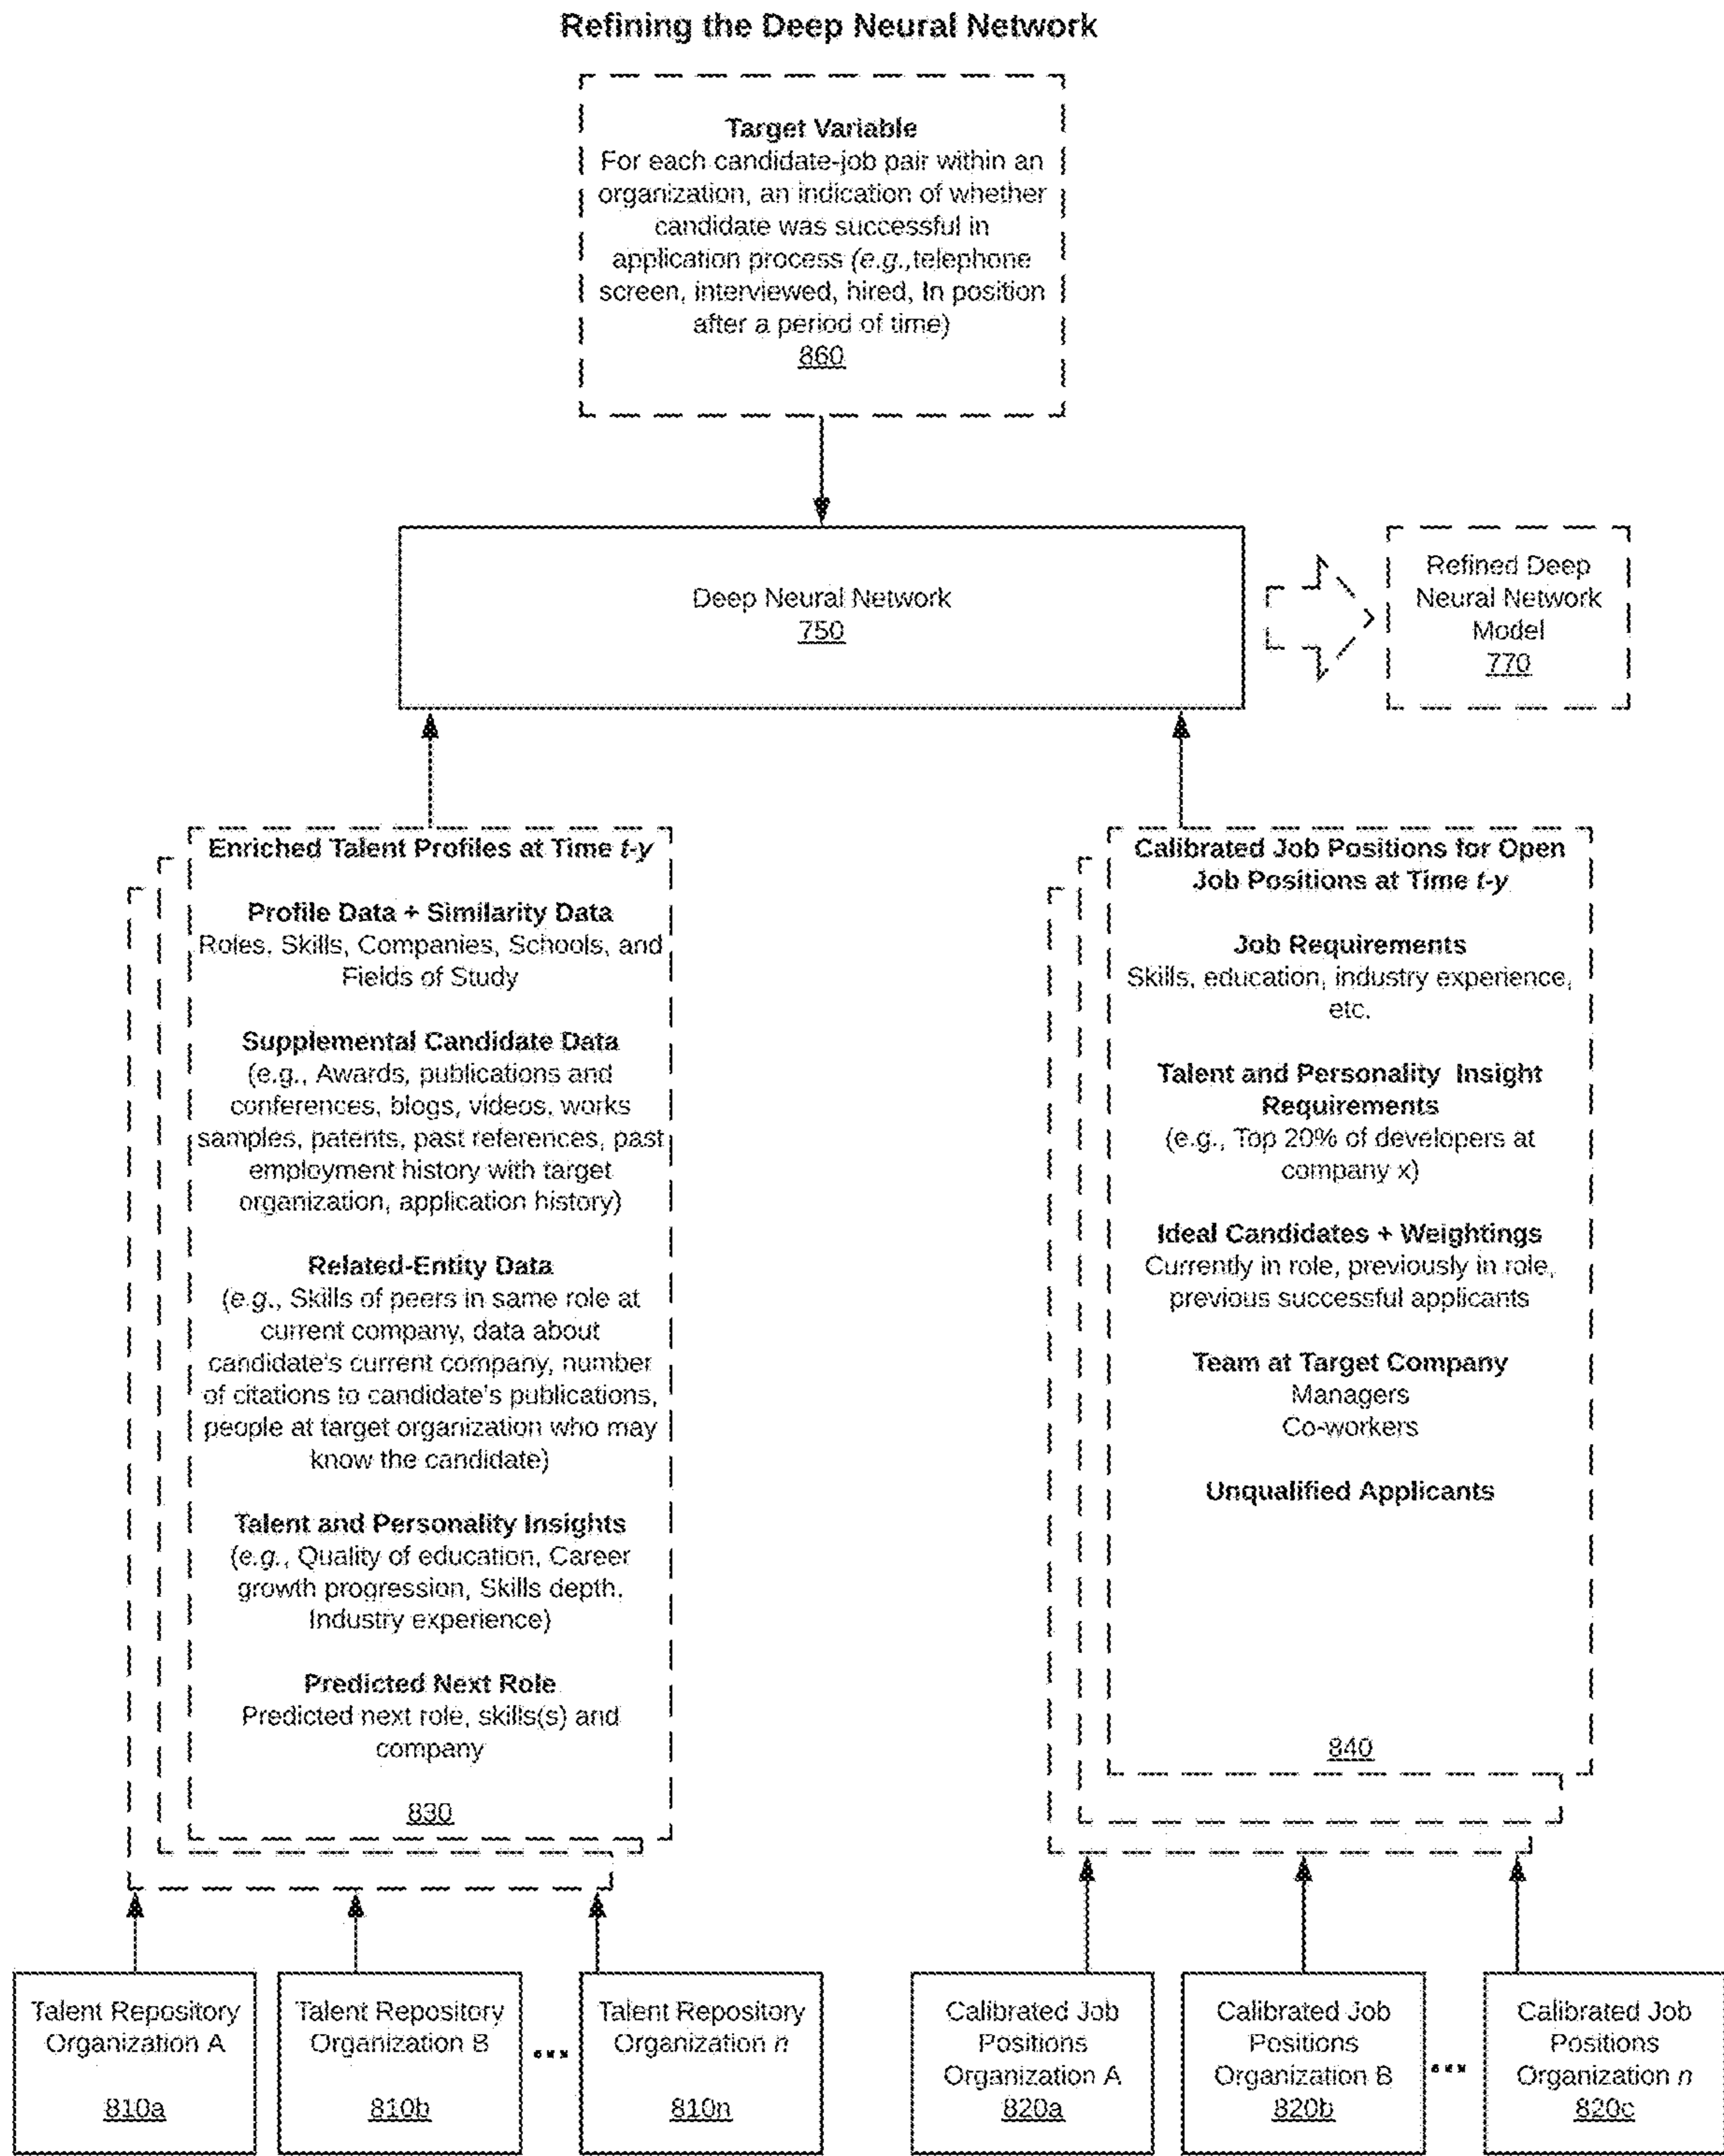 Refining the Deep Neural Network
Target Variable
For each candidate-job pair within an
organization, an indication of whether
candidate was successful in
application process (e.g.,telephone
screen, interviewed, hired, In position
after a period of time)
860
Deep Neural Network
750
Refined Deep
Neural Network
Model
770
Enriched Talent Profiles at Time t-y
Profile Data + Similarity Data
Roles, Skills, Companies, Schools, and
Fields of Study
Supplemental Candidate Data
(e.g., Awards, publications and
conferences, blogs, videos, works
samples, patents, past references, past
employment history with target
organization, application history)
Related-Entity Data
(e.g., Skills of peers in same role at
current company, data about
candidate's current company, number
of citations to candidate's publications,
people at target organization who may
know the candidate)
Talent and Personality Insights
(e.g., Quality of education, Career
growth progression, Skills depth,
Industry experience)
Predicted Next Role
Predicted next role, skills(s) and
company
830
Calibrated Job Positions for Open
Job Positions at Time t-y
Job Requirements
Skills, education, industry experience,
etc.
Talent and Personality Insight
Requirements
(e.g., Top 20% of developers at
company x)
Ideal Candidates + Weightings
Currently in role, previously in role,
previous successful applicants
Team at Target Company
Managers
Co-workers
Unqualified Applicants
840
Talent Repository
Organization A
810a
Talent Repository
Organization B
810b
...
Talent Repository
Organization n
810n
Calibrated Job
Positions
Organization A
820a
Calibrated Job
Positions
Organization B
820b
...
Calibrated Job
Positions
Organization n
820c